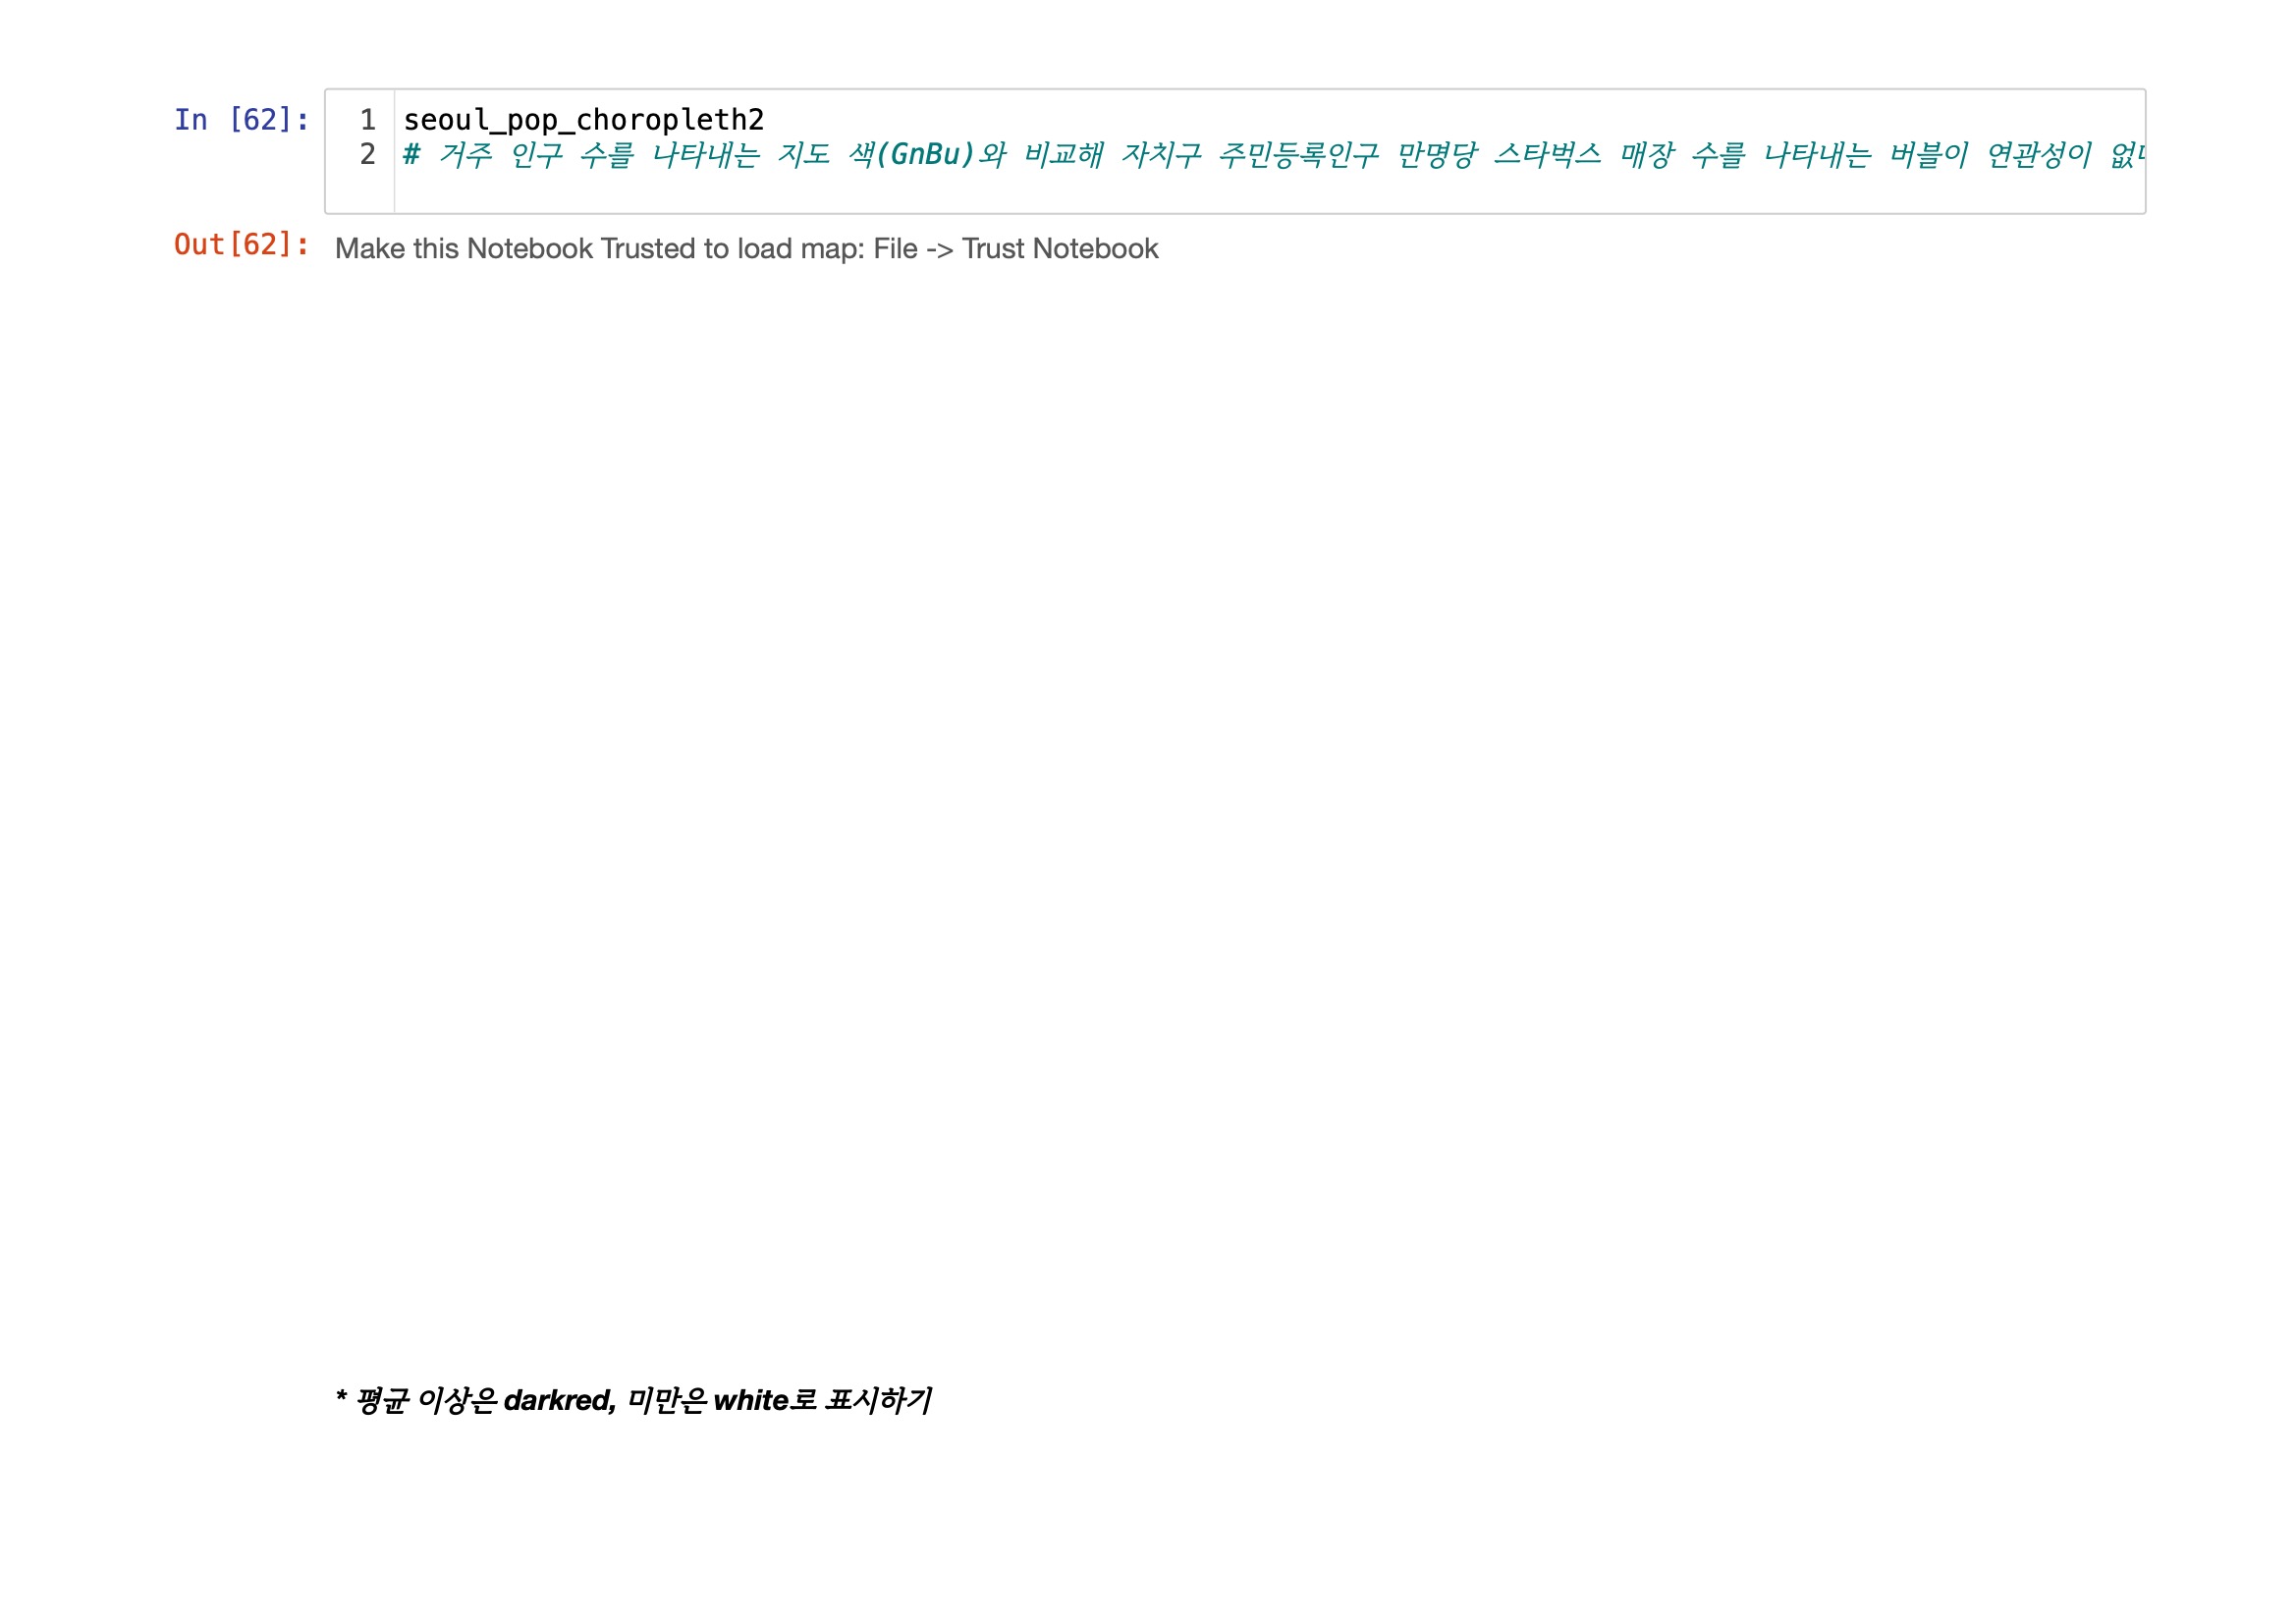 In [62]:
1 seoul_pop_choropleth2
2 # 거주 인구 수를 나타내는 지도 색(GnBu)와 비교해 자치구 주민등록인구 만명당 스타벅스 매장 수를 나타내는 버블이 연관성이
Out[62]: Make this Notebook Trusted to load map: File -> Trust Notebook
* 평균 이상은 darkred, 미만은 white로 표시하기